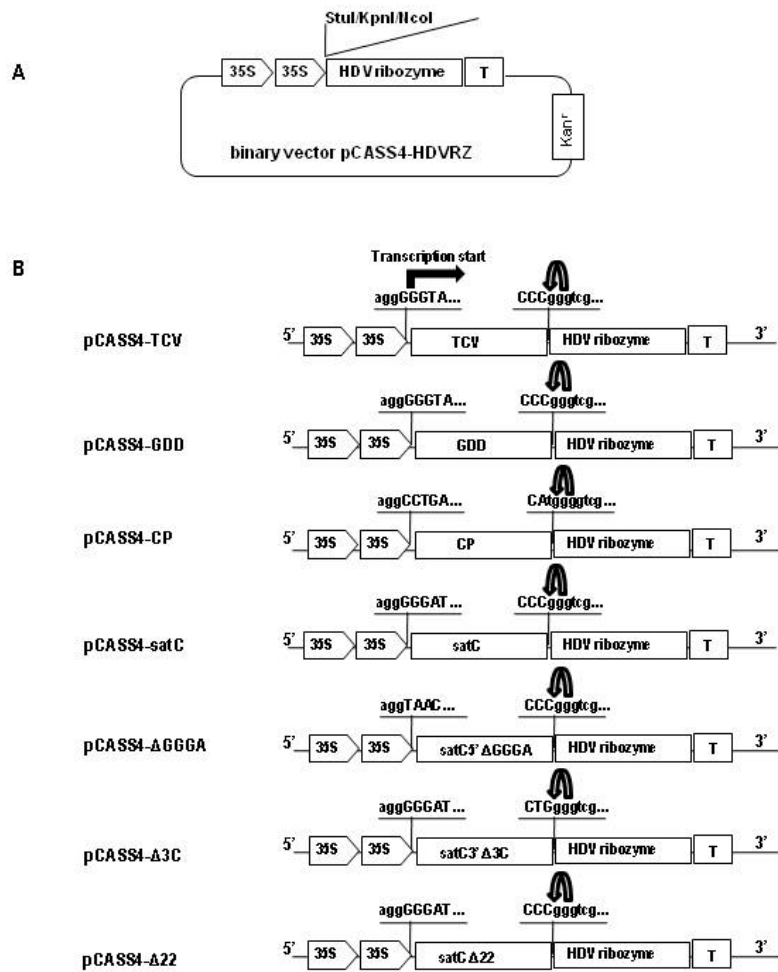 A
StuI/KpnI/NcoI
35S 35S HDV ribozyme T
Kanʳ
binary vector pCASS4-HDVRZ
B
Transcription start
aggGGGTA... CCCgggtcg...
pCASS4-TCV 5' 35S 35S TCV HDV ribozyme T 3'
aggGGGTA... CCCgggtcg...
pCASS4-GDD 5' 35S 35S GDD HDV ribozyme T 3'
aggCCTGA... CAtggggtcg...
pCASS4-CP 5' 35S 35S CP HDV ribozyme T 3'
aggGGGAT... CCCgggtcg...
pCASS4-satC 5' 35S 35S satC HDV ribozyme T 3'
aggTAAC... CCCgggtcg...
pCASS4-ΔGGGA 5' 35S 35S satC5' ΔGGGA HDV ribozyme T 3'
aggGGGAT... CTGgggtcg...
pCASS4-Δ3C 5' 35S 35S satC3' Δ3C HDV ribozyme T 3'
aggGGGAT... CCCgggtcg...
pCASS4-Δ22 5' 35S 35S satC Δ22 HDV ribozyme T 3'